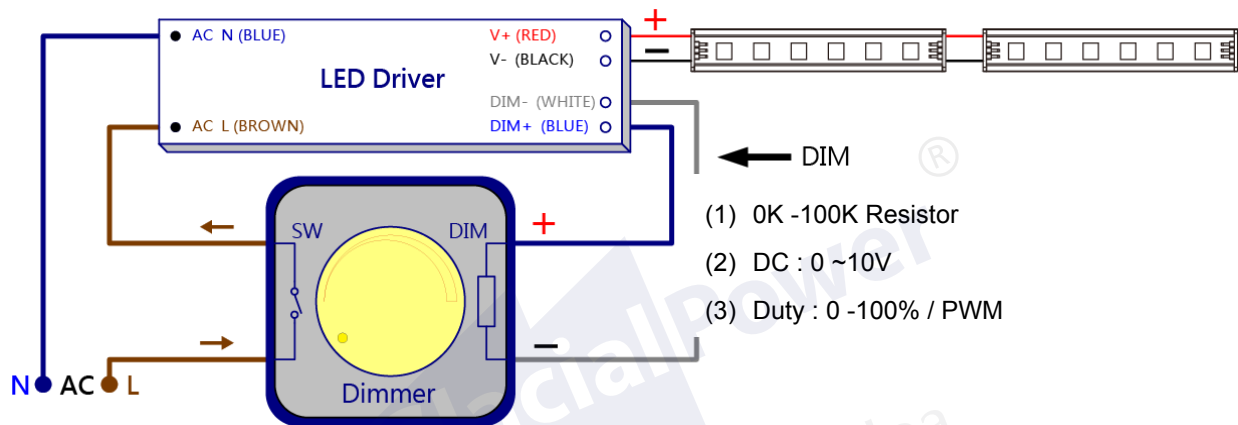 AC N (BLUE)
V+ (RED)
V- (BLACK)
LED Driver
DIM- (WHITE)
AC L (BROWN)
DIM+ (BLUE)
+
−
DIM
®
SW
DIM
+
(1) 0K -100K Resistor
(2) DC : 0 ~10V
(3) Duty : 0 -100% / PWM
−
Dimmer
N AC L
Power